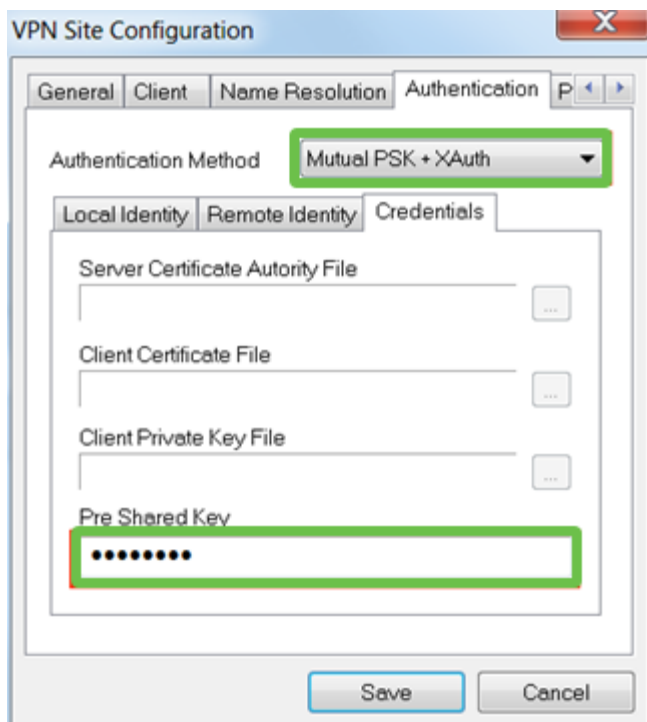 VPN Site Configuration
X
General Client Name Resolution Authentication P
Authentication Method Mutual PSK + XAuth
Local Identity Remote Identity Credentials
Server Certificate Autority File
...
Client Certificate File
...
Client Private Key File
...
Pre Shared Key
••••••••
Save Cancel